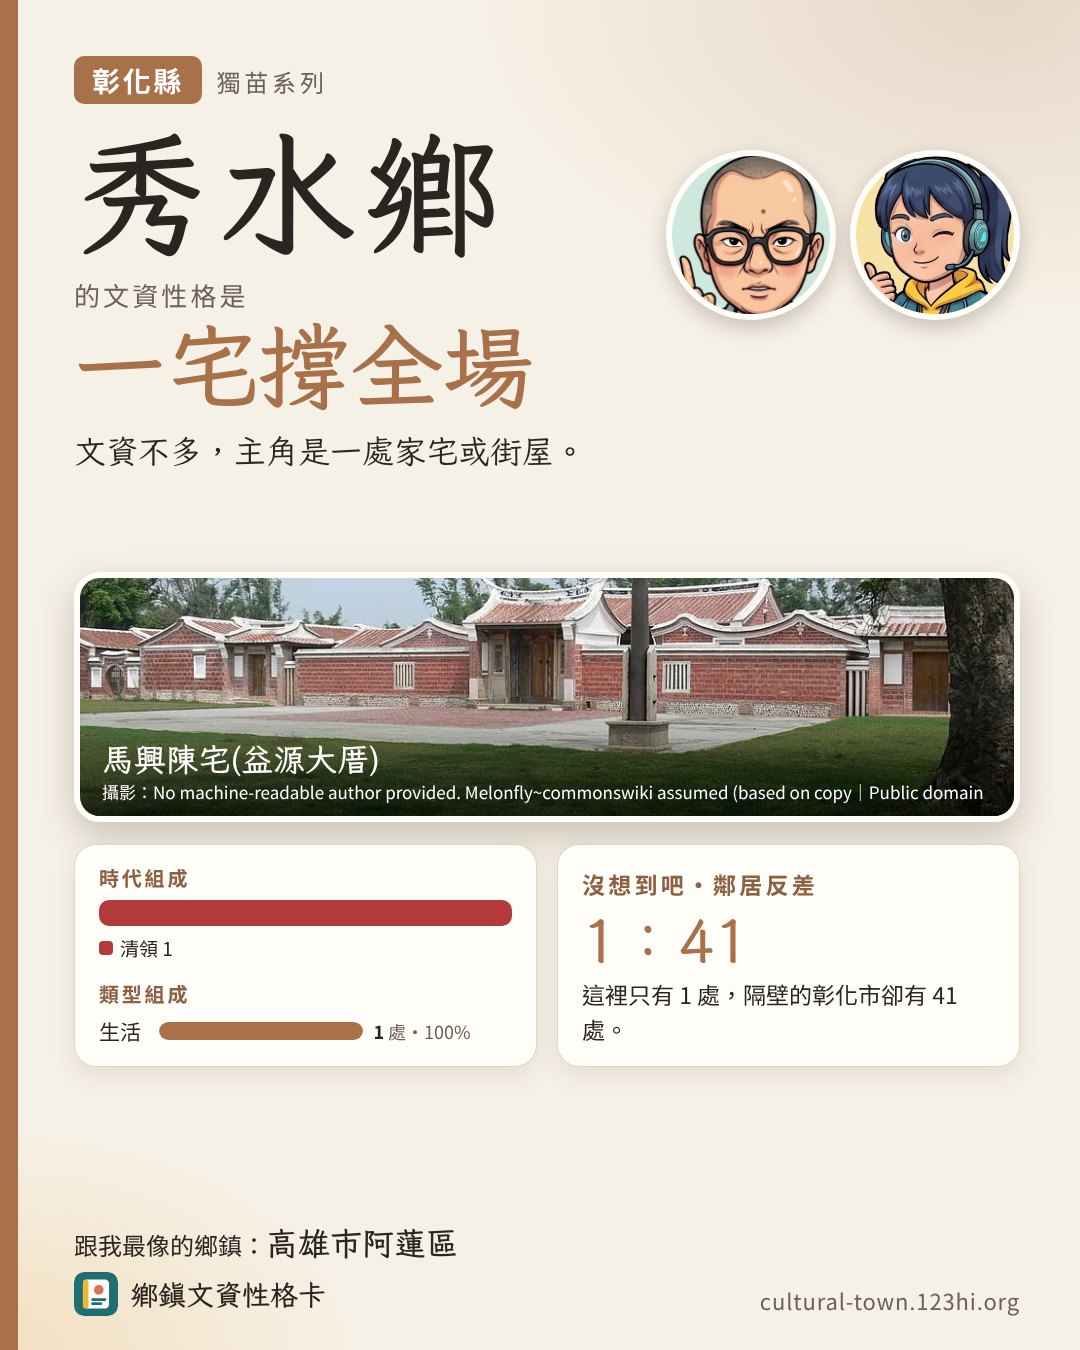 彰化縣 獨苗系列
秀水鄉
的文資性格是
一宅撐全場
文資不多，主角是一處家宅或街屋。
馬興陳宅(益源大厝)
攝影：No machine-readable author provided. Melonfly~commonswiki assumed (based on copy｜Public domain
時代組成
清領 1
類型組成
生活 1 處・100%
沒想到吧・鄰居反差
1：41
這裡只有 1 處，隔壁的彰化市卻有 41
處。
跟我最像的鄉鎮：高雄市阿蓮區
鄉鎮文資性格卡
cultural-town.123hi.org